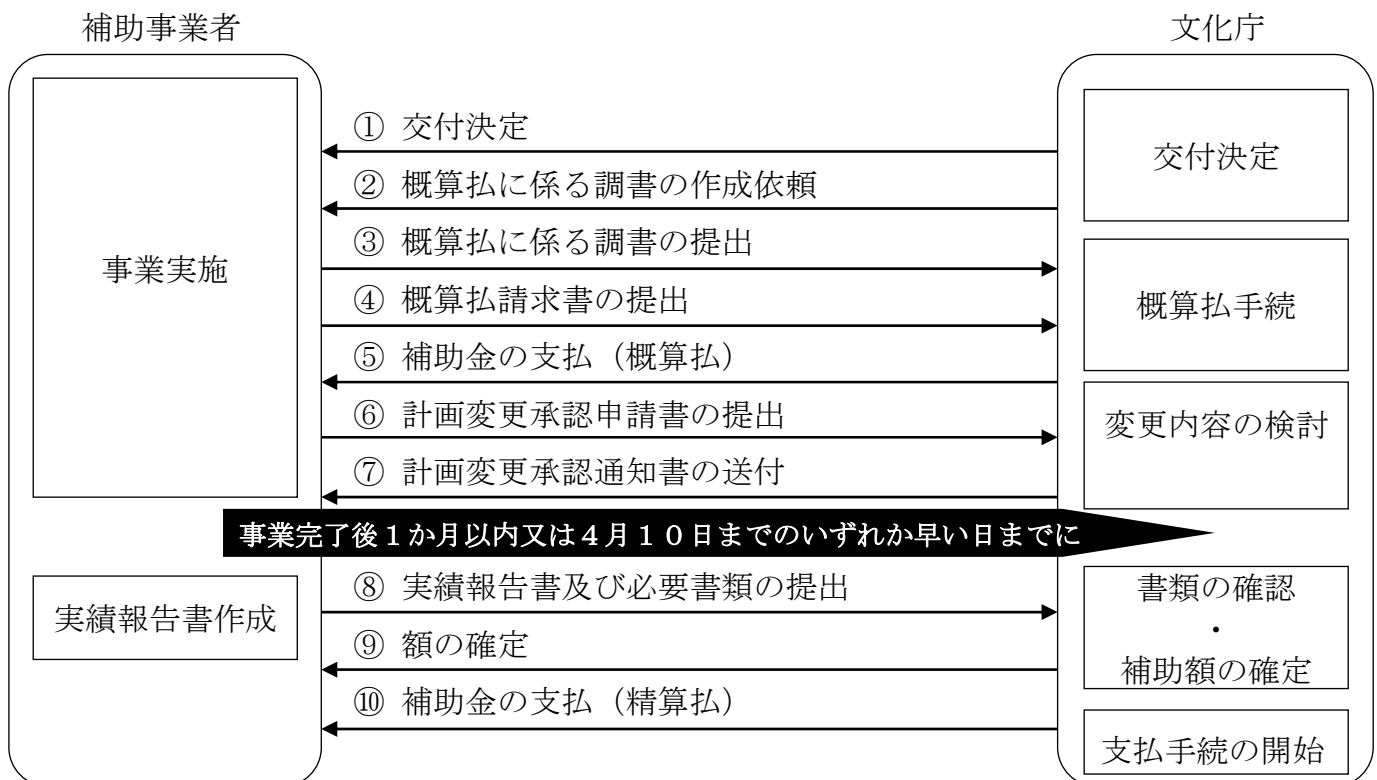 補助事業者
文化庁
事業実施
① 交付決定
交付決定
② 概算払に係る調書の作成依頼
③ 概算払に係る調書の提出
④ 概算払請求書の提出
概算払手続
⑤ 補助金の支払（概算払）
⑥ 計画変更承認申請書の提出
変更内容の検討
⑦ 計画変更承認通知書の送付
事業完了後１か月以内又は４月１０日までのいずれか早い日までに
実績報告書作成
⑧ 実績報告書及び必要書類の提出
書類の確認
・
補助額の確定
⑨ 額の確定
⑩ 補助金の支払（精算払）
支払手続の開始